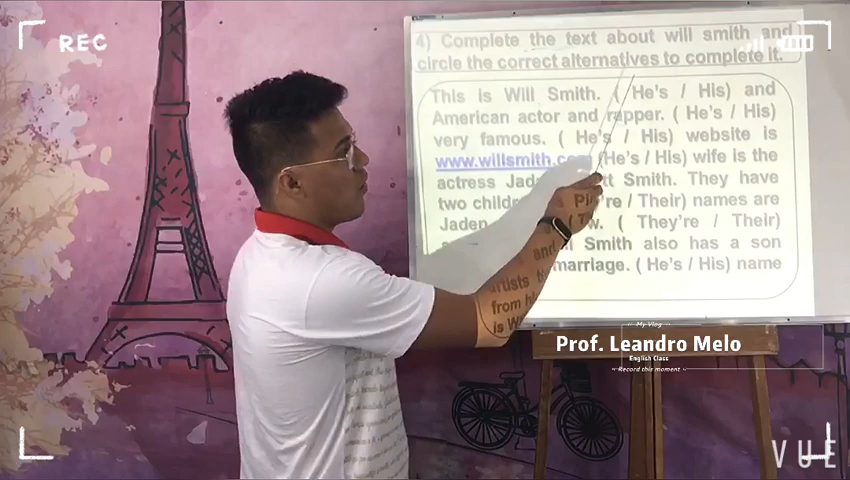 REC
4) Complete the text about will smith and
circle the correct alternatives to complete it.
This is Will Smith. ( He's / His) and
American actor and rapper. ( He's / His)
very famous. ( He's / His) website is
www.willsmith.com (He's / His) wife is the
actress Jada Smith. They have
two 're / Their) names are
Jaden ( They're / Their)
Smith also has a son
marriage. ( He's / His) name
and
artists
from
is
My Vlog
Prof. Leandro Melo
English Class
Record this moment
VUE